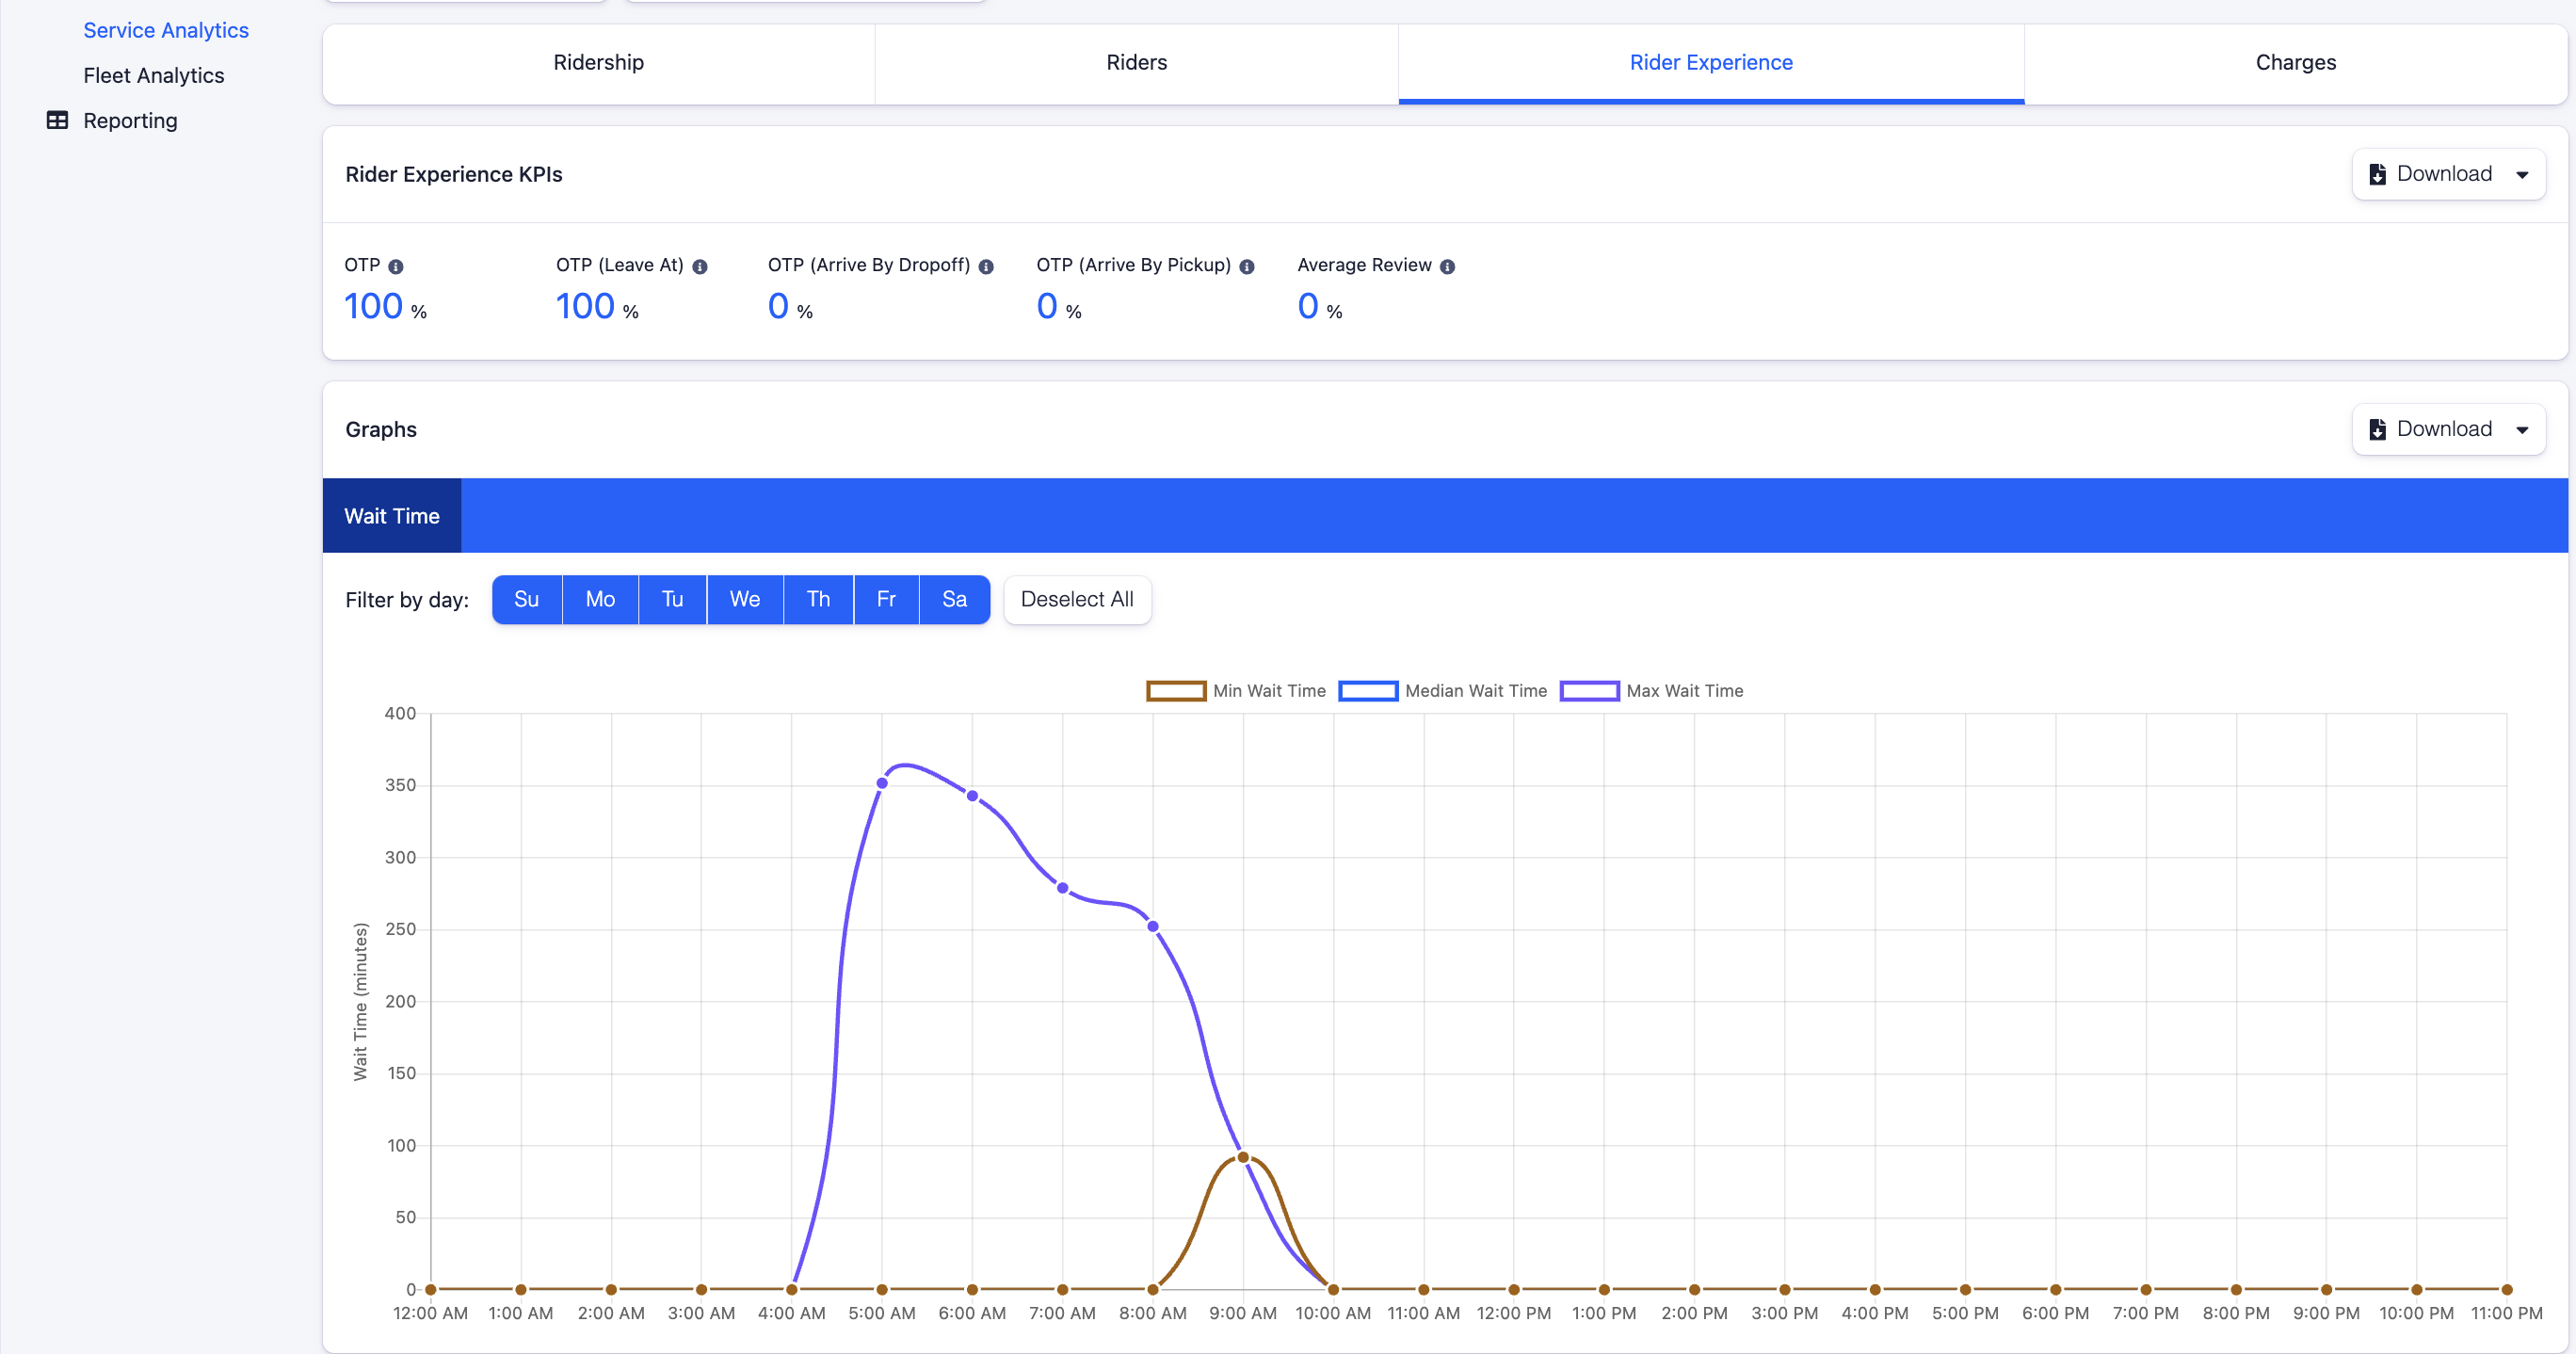 Service Analytics
Fleet Analytics
Reporting
Ridership Riders Rider Experience Charges
Rider Experience KPIs
Download
OTP OTP (Leave At) OTP (Arrive By Dropoff) OTP (Arrive By Pickup) Average Review
100 % 100 % 0 % 0 % 0 %
Graphs
Download
Wait Time
Filter by day: Su Mo Tu We Th Fr Sa Deselect All
Min Wait Time Median Wait Time Max Wait Time
Wait Time (minutes)
400
350
300
250
200
150
100
50
0
12:00 AM 1:00 AM 2:00 AM 3:00 AM 4:00 AM 5:00 AM 6:00 AM 7:00 AM 8:00 AM 9:00 AM 10:00 AM 11:00 AM 12:00 PM 1:00 PM 2:00 PM 3:00 PM 4:00 PM 5:00 PM 6:00 PM 7:00 PM 8:00 PM 9:00 PM 10:00 PM 11:00 PM